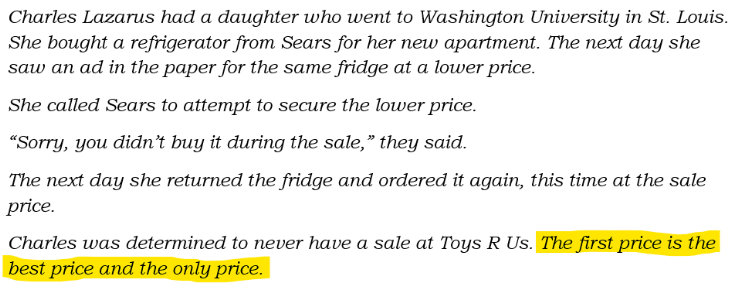 Charles Lazarus had a daughter who went to Washington University in St. Louis.
She bought a refrigerator from Sears for her new apartment. The next day she
saw an ad in the paper for the same fridge at a lower price.
She called Sears to attempt to secure the lower price.
“Sorry, you didn’t buy it during the sale,” they said.
The next day she returned the fridge and ordered it again, this time at the sale
price.
Charles was determined to never have a sale at Toys R Us. The first price is the
best price and the only price.